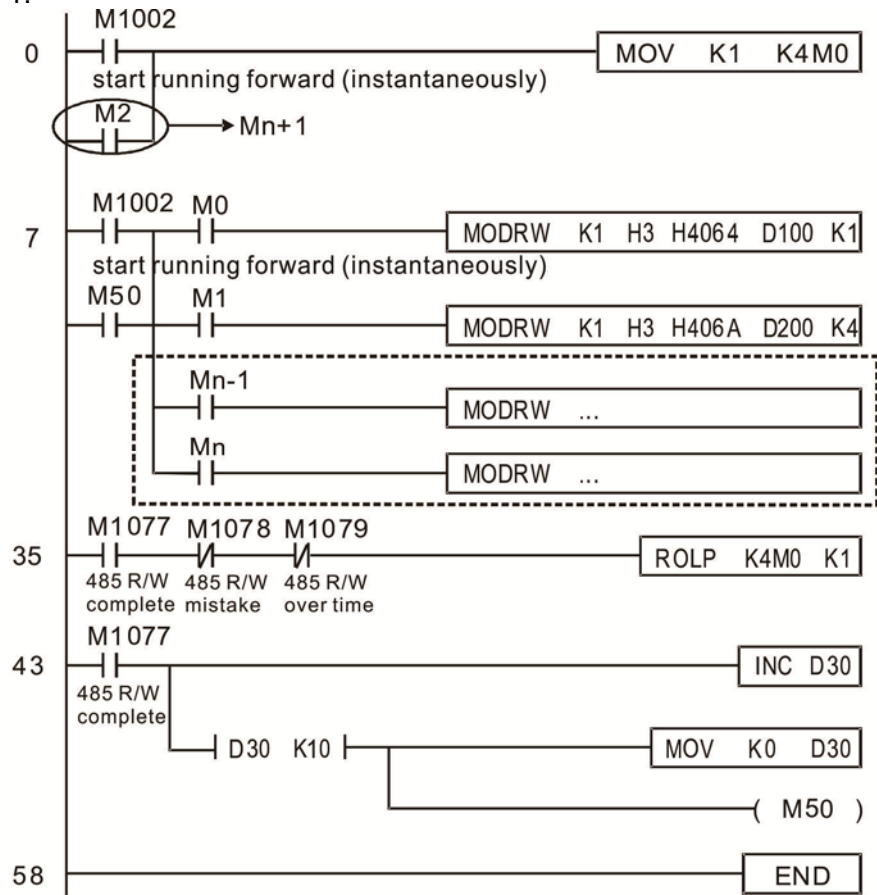 M1002
0 MOV K1 K4M0
start running forward (instantaneously)
M2
Mn+1
M1002 M0
7 MODRW K1 H3 H4064 D100 K1
start running forward (instantaneously)
M50 M1
MODRW K1 H3 H406A D200 K4
Mn-1
MODRW ...
Mn
MODRW ...
M1077 M1078 M1079
35 ROLP K4M0 K1
485 R/W 485 R/W 485 R/W
complete mistake over time
M1077
43 INC D30
485 R/W
complete
D30 K10 MOV K0 D30
( M50 )
58 END